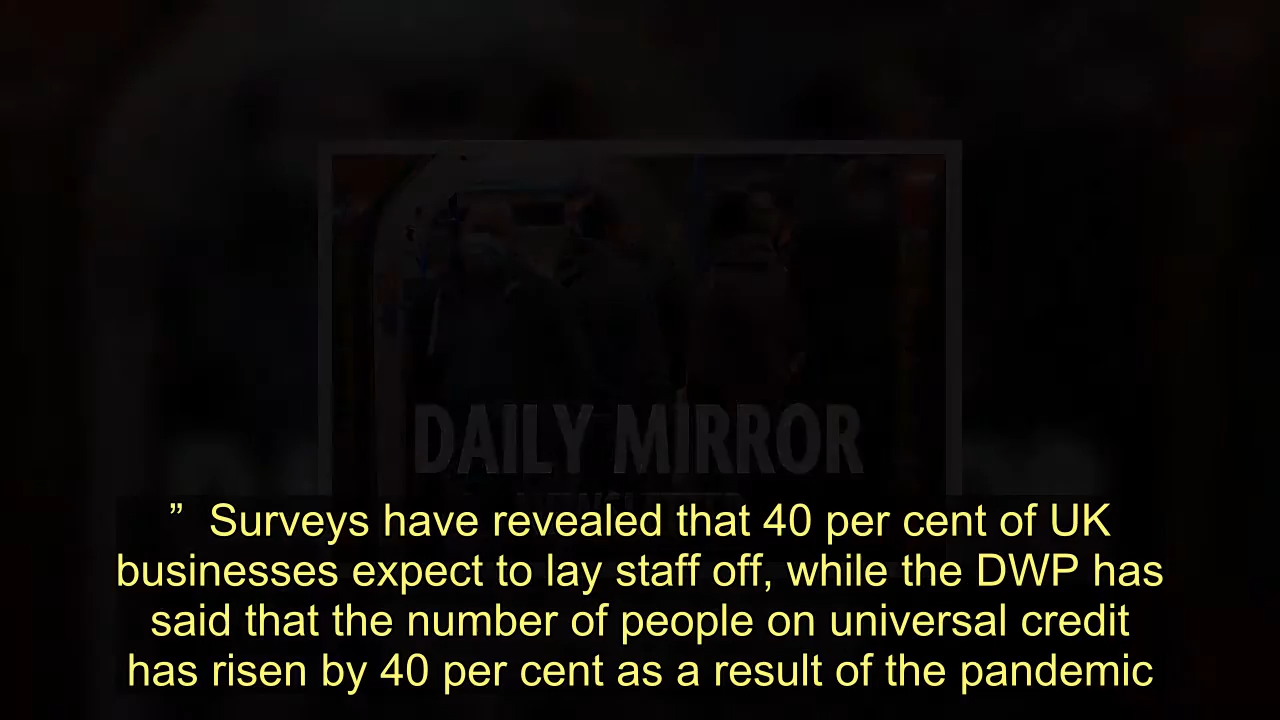 DAILY MIRROR
NEWSLETTER
” Surveys have revealed that 40 per cent of UK
businesses expect to lay staff off, while the DWP has
said that the number of people on universal credit
has risen by 40 per cent as a result of the pandemic